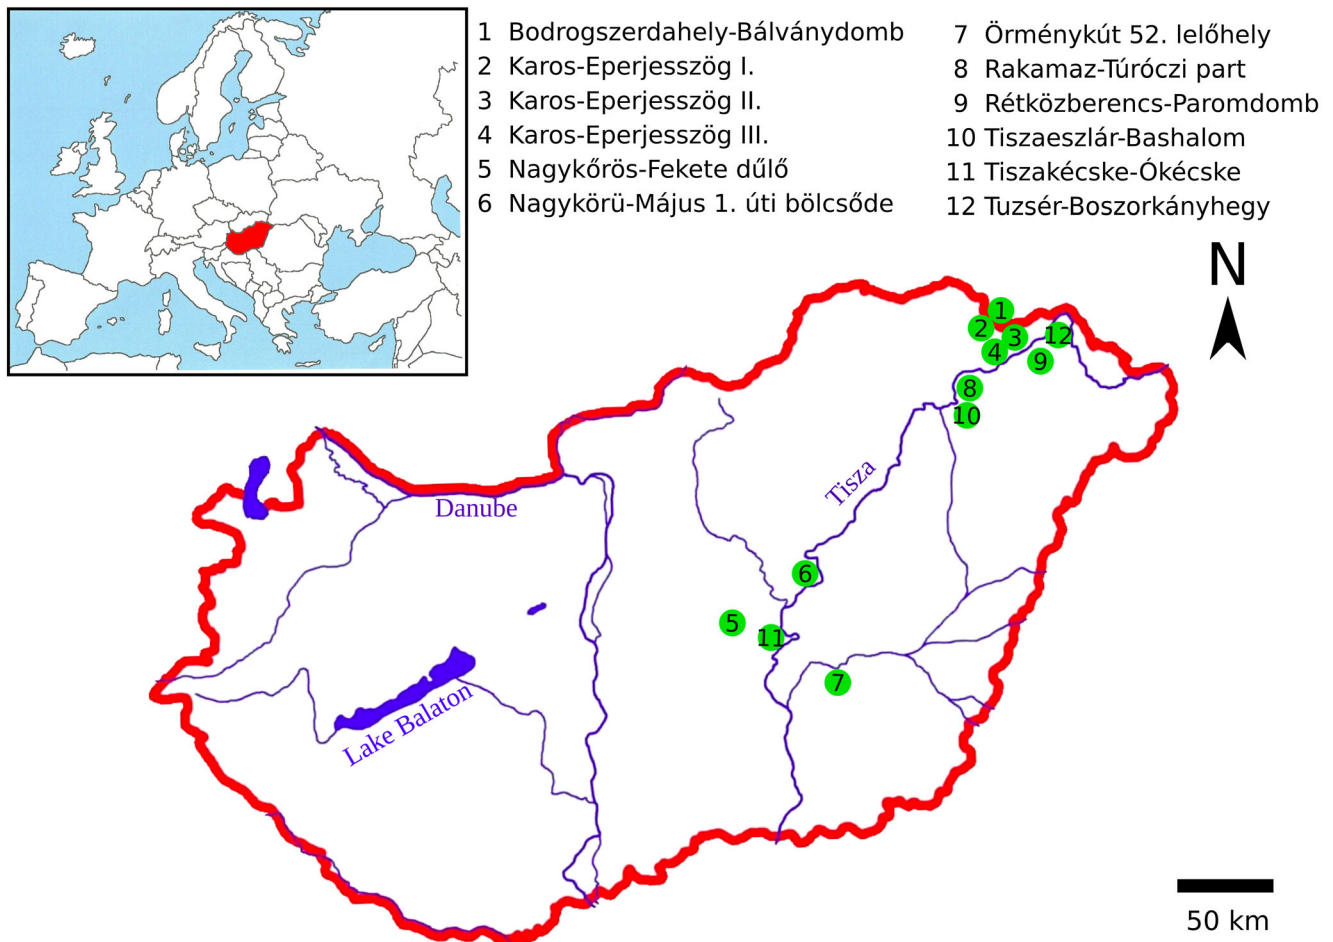 1 Bodrogszerdahely-Bálványdomb
2 Karos-Eperjesszög I.
3 Karos-Eperjesszög II.
4 Karos-Eperjesszög III.
5 Nagykőrös-Fekete dűlő
6 Nagykörü-Május 1. úti bölcsőde
7 Örménykút 52. lelőhely
8 Rakamaz-Túróczi part
9 Rétközberencs-Paromdomb
10 Tiszaeszlár-Bashalom
11 Tiszakécske-Ókécske
12 Tuzsér-Boszorkányhegy
N
1
2
3
12
4
9
8
10
Tisza
Danube
6
5
11
7
Lake Balaton
50 km